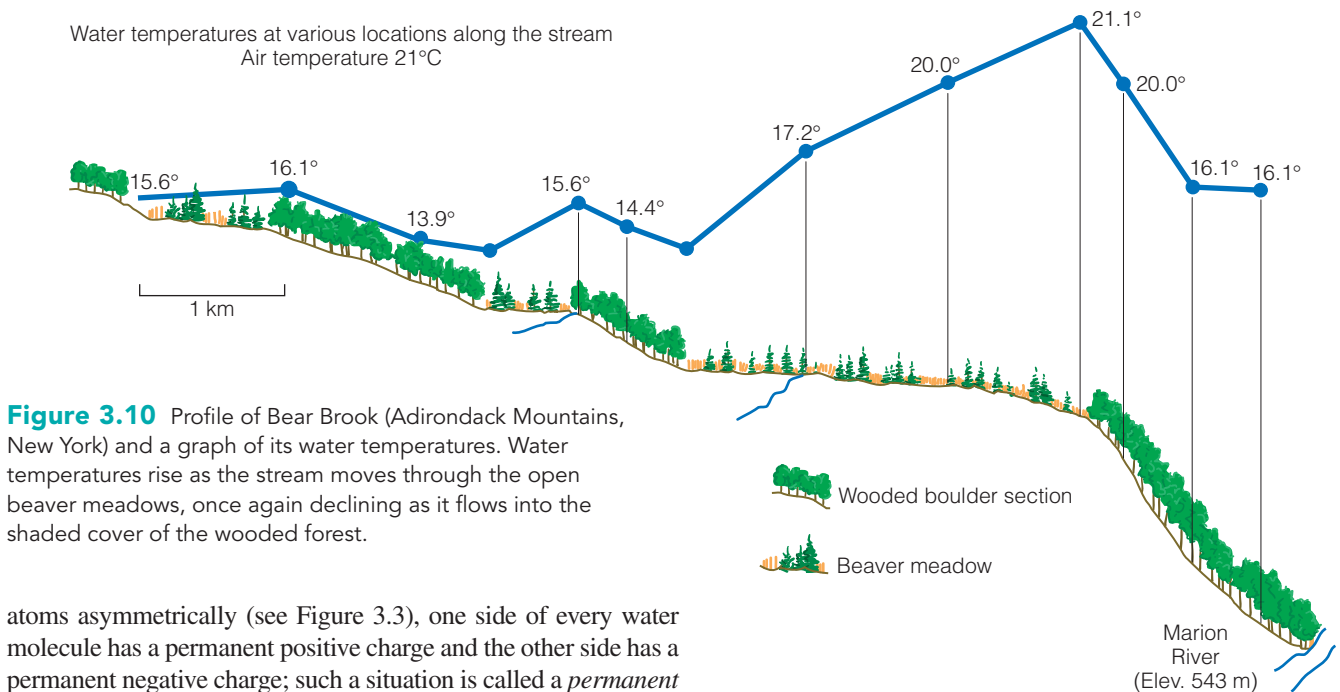 Water temperatures at various locations along the stream
Air temperature 21°C
15.6°
16.1°
13.9°
15.6°
14.4°
17.2°
20.0°
21.1°
20.0°
16.1°
16.1°
1 km
Figure 3.10 Profile of Bear Brook (Adirondack Mountains,
New York) and a graph of its water temperatures. Water
temperatures rise as the stream moves through the open
beaver meadows, once again declining as it flows into the
shaded cover of the wooded forest.
Wooded boulder section
Beaver meadow
Marion
River
(Elev. 543 m)
atoms asymmetrically (see Figure 3.3), one side of every water
molecule has a permanent positive charge and the other side has a
permanent negative charge; such a situation is called a permanent